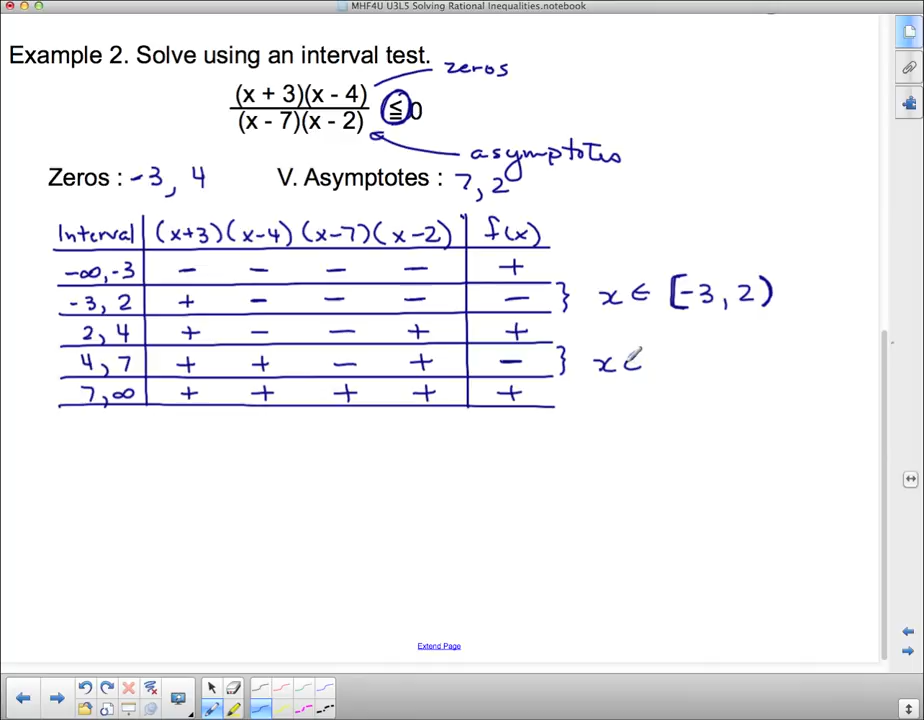 MHF4U U3L5 Solving Rational Inequalities.notebook
Example 2. Solve using an interval test.
zeros
(x + 3)(x - 4)
≦ 0
(x - 7)(x - 2)
asymptotes
Zeros : -3, 4 V. Asymptotes : 7, 2
Interval (x+3) (x-4) (x-7) (x-2) f(x)
-∞, -3 - - - - +
-3, 2 + - - - - } x ∈ [-3, 2)
2, 4 + - - + +
4, 7 + + - + - } x ∈
7, ∞ + + + + +
Extend Page